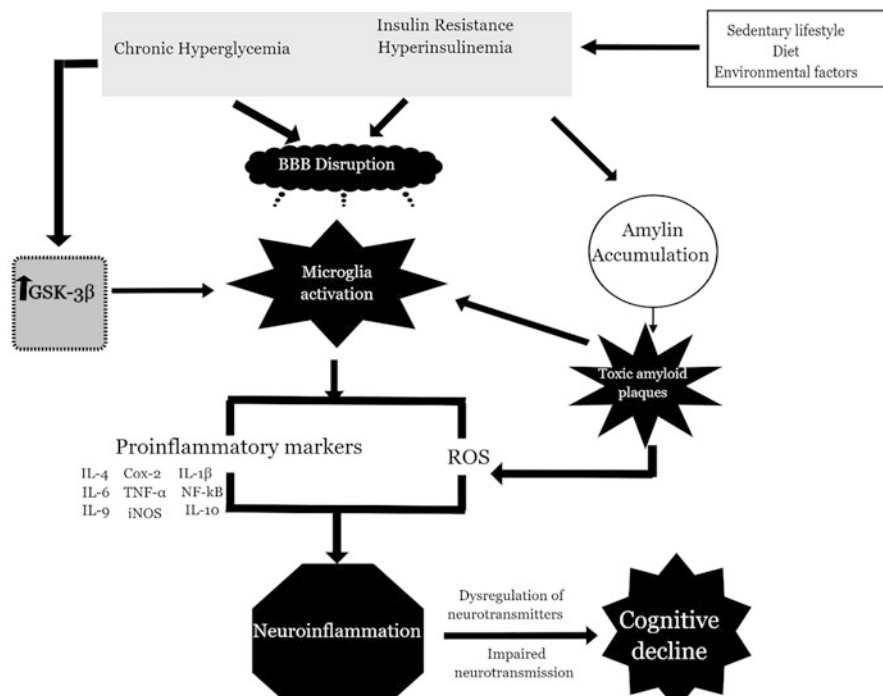 Chronic Hyperglycemia
Insulin Resistance
Hyperinsulinemia
Sedentary lifestyle
Diet
Environmental factors
BBB Disruption
Amylin
Accumulation
GSK-3β
Microglia
activation
Toxic amyloid
plaques
Proinflammatory markers
ROS
IL-4 Cox-2 IL-1β
IL-6 TNF-α NF-kB
IL-9 iNOS IL-10
Neuroinflammation
Dysregulation of
neurotransmitters
Impaired
neurotransmission
Cognitive
decline